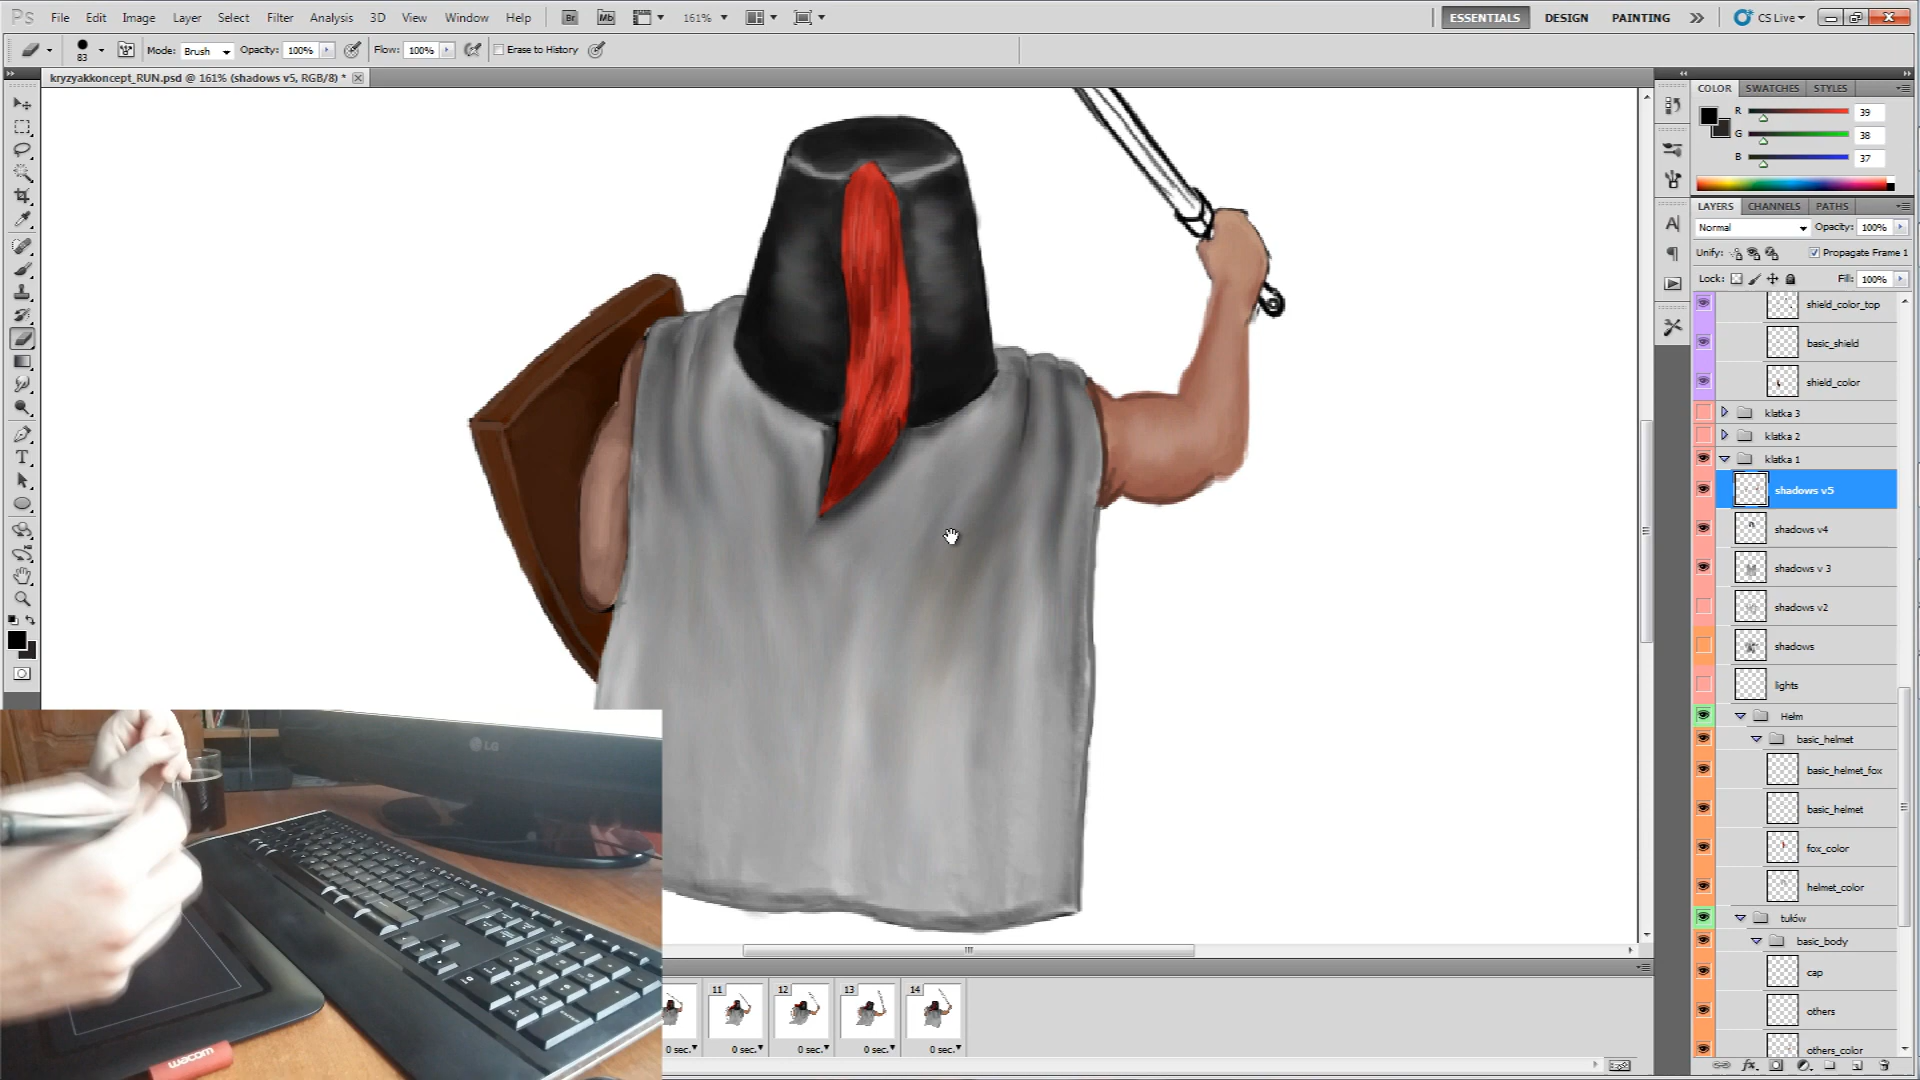 Ps File Edit Image Layer Select Filter Analysis 3D View Window Help Br Mb 161% ESSENTIALS DESIGN PAINTING CS Live
83 Mode: Brush Opacity: 100% Flow: 100% Erase to History
kryzyakkoncept_RUN.psd @ 161% (shadows v5, RGB/8) *
COLOR SWATCHES STYLES
R 39
G 38
B 37
LAYERS CHANNELS PATHS
Normal Opacity: 100%
Unify: Propagate Frame 1
Lock: Fill: 100%
shield_color_top
basic_shield
shield_color
klatka 3
klatka 2
klatka 1
shadows v5
shadows v4
shadows v 3
shadows v2
shadows
lights
Helm
basic_helmet
basic_helmet_fox
basic_helmet
fox_color
helmet_color
tułów
basic_body
cap
others
others_color
LG
wacom
11 12 13 14
0 sec. 0 sec. 0 sec. 0 sec. 0 sec.